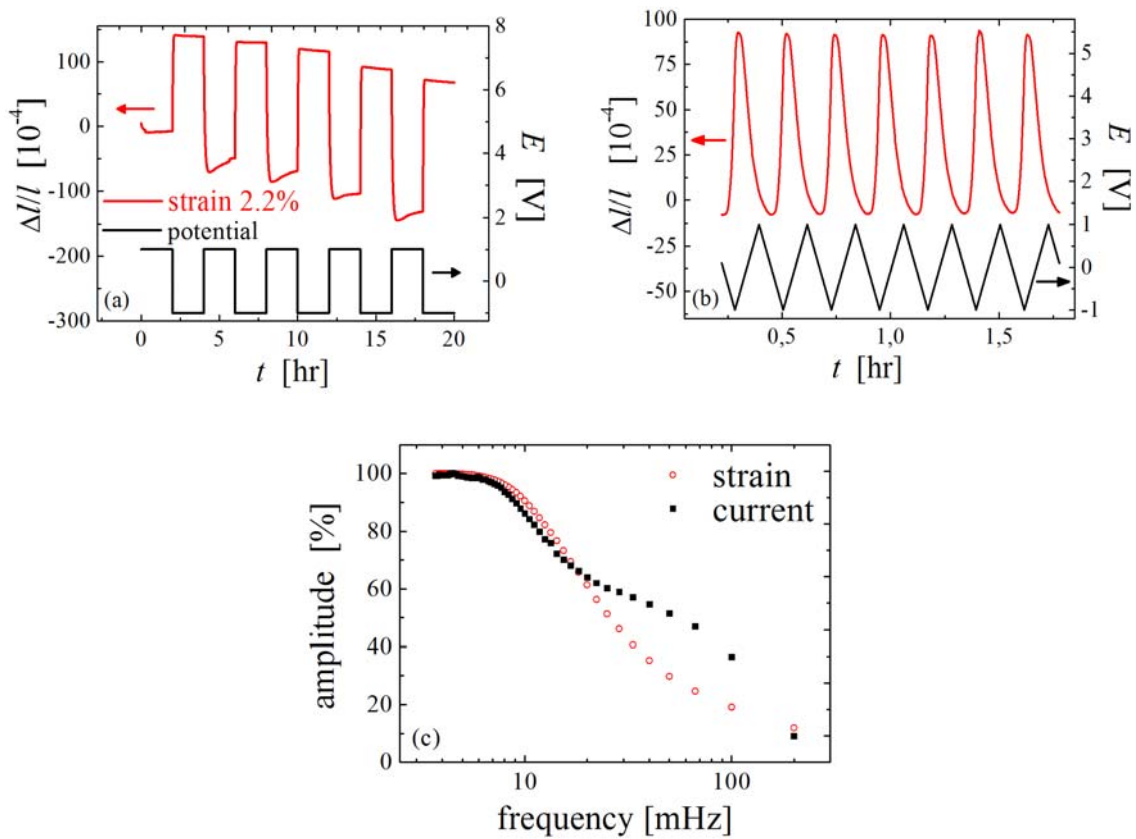 100
0
-100
-200
-300
Δl/l [10⁻⁴]
strain 2.2%
potential
(a)
0
5
10
15
20
t [hr]
8
6
4
2
0
E [V]
100
75
50
25
0
-25
-50
Δl/l [10⁻⁴]
(b)
0,5
1,0
1,5
t [hr]
5
4
3
2
1
0
-1
E [V]
100
80
60
40
20
0
amplitude [%]
strain
current
(c)
10
100
frequency [mHz]